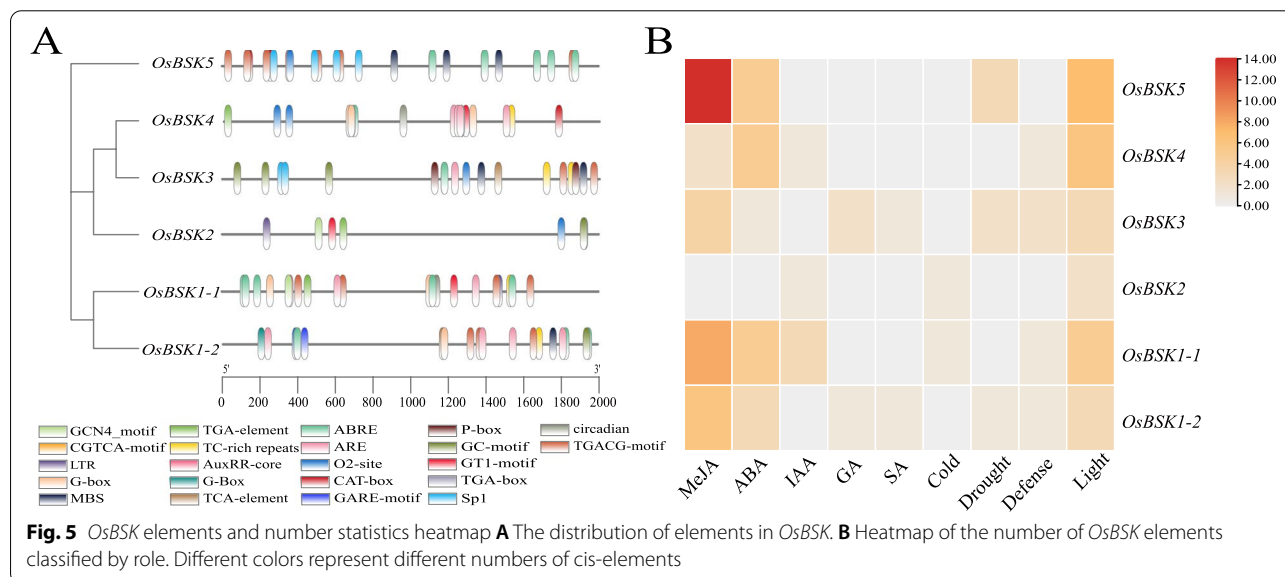 A
OsBSK5
OsBSK4
OsBSK3
OsBSK2
OsBSK1-1
OsBSK1-2
5' 3'
0 200 400 600 800 1000 1200 1400 1600 1800 2000
GCN4_motif TGA-element ABRE P-box circadian
CGTCA-motif TC-rich repeats ARE GC-motif TGACG-motif
LTR AuxRR-core O2-site GT1-motif
G-box G-Box CAT-box TGA-box
MBS TCA-element GARE-motif Sp1
B
OsBSK5
OsBSK4
OsBSK3
OsBSK2
OsBSK1-1
OsBSK1-2
MeJA ABA IAA GA SA Cold Drought Defense Light
14.00
12.00
10.00
8.00
6.00
4.00
2.00
0.00
Fig. 5 OsBSK elements and number statistics heatmap A The distribution of elements in OsBSK. B Heatmap of the number of OsBSK elements
classified by role. Different colors represent different numbers of cis-elements